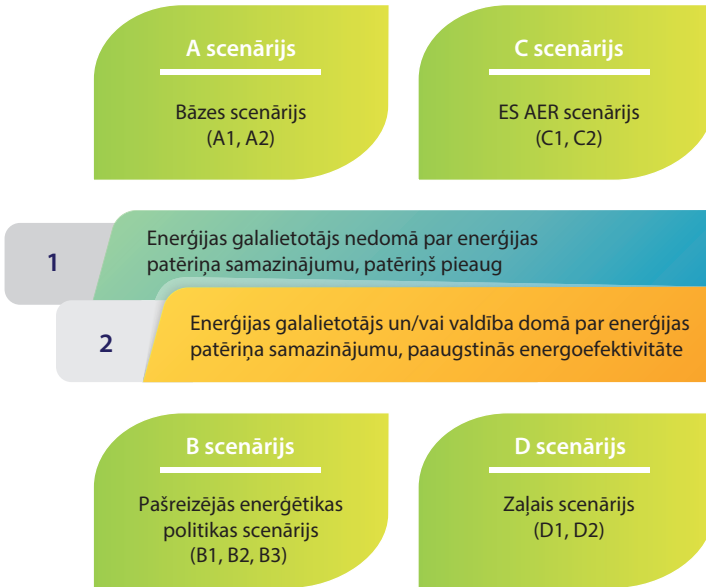 A scenārijs
Bāzes scenārijs
(A1, A2)
C scenārijs
ES AER scenārijs
(C1, C2)
1
Enerģijas galalietotājs nedomā par enerģijas
patēriņa samazinājumu, patēriņš pieaug
2
Enerģijas galalietotājs un/vai valdība domā par enerģijas
patēriņa samazinājumu, paaugstinās energoefektivitāte
B scenārijs
Pašreizējās enerģētikas
politikas scenārijs
(B1, B2, B3)
D scenārijs
Zaļais scenārijs
(D1, D2)